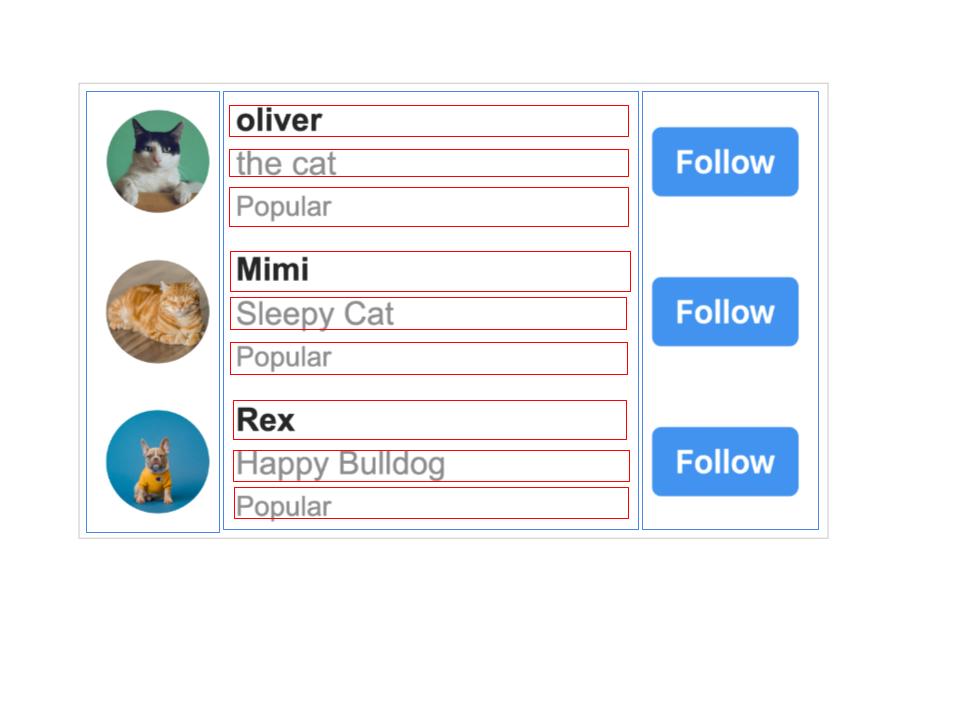 oliver
the cat
Popular
Follow
Mimi
Sleepy Cat
Popular
Follow
Rex
Happy Bulldog
Popular
Follow